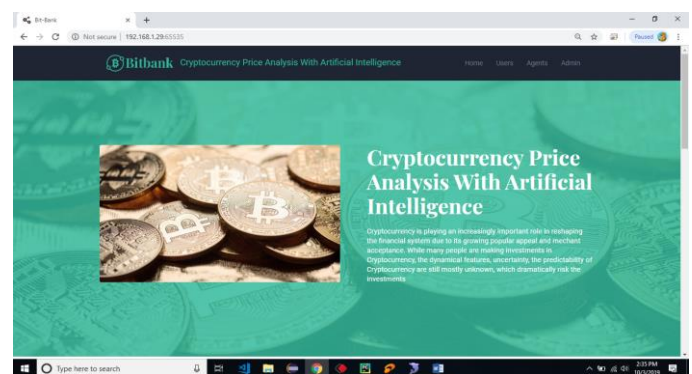 Bit-Bank
Not secure | 192.168.1.29:65535
Paused
Bitbank Cryptocurrency Price Analysis With Artificial Intelligence
Home Users Agents Admin
Cryptocurrency Price
Analysis With Artificial
Intelligence
Cryptocurrency is playing an increasingly important role in reshaping
the financial system due to its growing popular appeal and mechant
acceptance. While many people are making investments in
Cryptocurrency, the dynamical features, uncertainty, the predictability of
Cryptocurrency are still mostly unknown, which dramatically risk the
investments
Type here to search
2:35 PM
10/3/2019